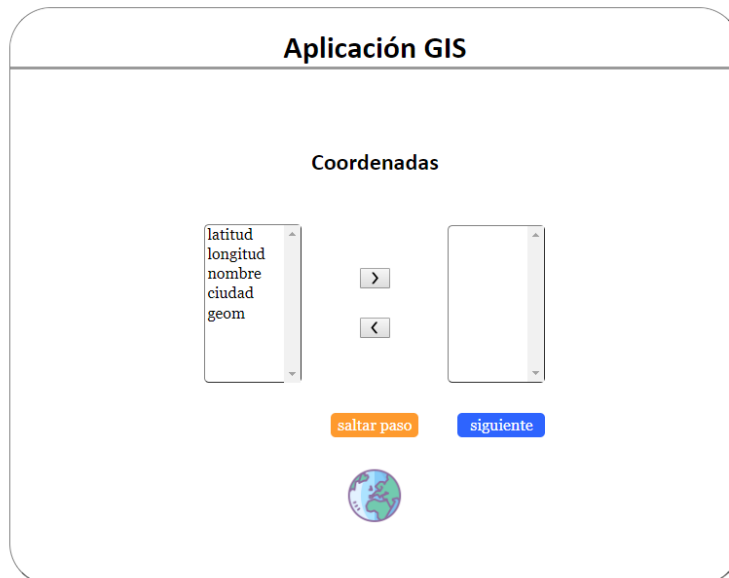 Aplicación GIS
Coordenadas
latitud
longitud
nombre
ciudad
geom
saltar paso
siguiente